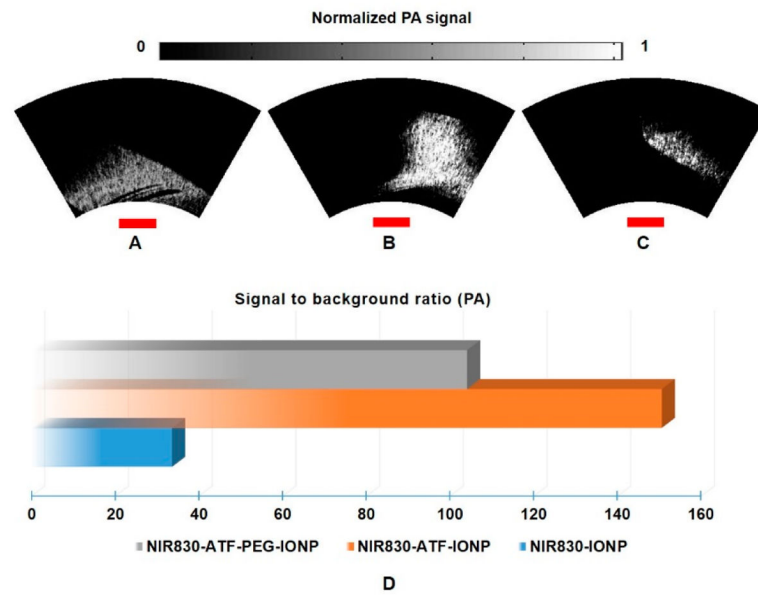 Normalized PA signal
0 1
A B C
Signal to background ratio (PA)
0 20 40 60 80 100 120 140 160
NIR830-ATF-PEG-IONP NIR830-ATF-IONP NIR830-IONP
D